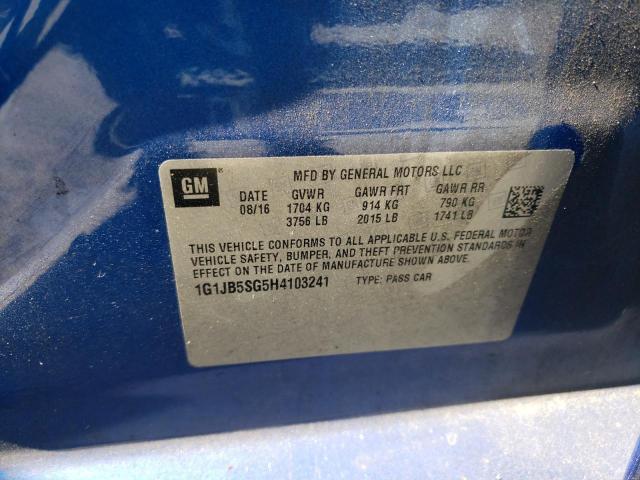 GM
MFD BY GENERAL MOTORS LLC
DATE GVWR GAWR FRT GAWR RR
08/16 1704 KG 914 KG 790 KG
3756 LB 2015 LB 1741 LB
THIS VEHICLE CONFORMS TO ALL APPLICABLE U.S. FEDERAL MOTOR
VEHICLE SAFETY, BUMPER, AND THEFT PREVENTION STANDARDS IN
EFFECT ON THE DATE OF MANUFACTURE SHOWN ABOVE.
1G1JB5SG5H4103241 TYPE: PASS CAR